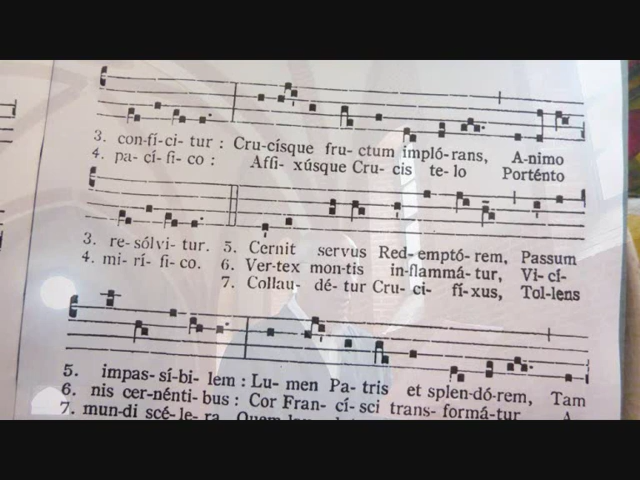 3. con-fí-ci-tur : Cru-císque fru-ctum impló-rans, A-nimo
4. pa-cí-fi-co : Affi-xúsque Cru-cis te-lo Porténto
3. re-sólvi-tur. 5. Cernit servus Red-emptó-rem, Passum
4. mi-rí-fi-co. 6. Ver-tex mon-tis in-flammá-tur, Vi-cí-
7. Collau-dé-tur Cru-ci-fí-xus, Tol-lens
5. impas-sí-bi-lem : Lu-men Pa-tris et splen-dó-rem, Tam
6. nis cer-nénti-bus : Cor Fran-cí-sci trans-formá-tur
7. mun-di scé-le-ra